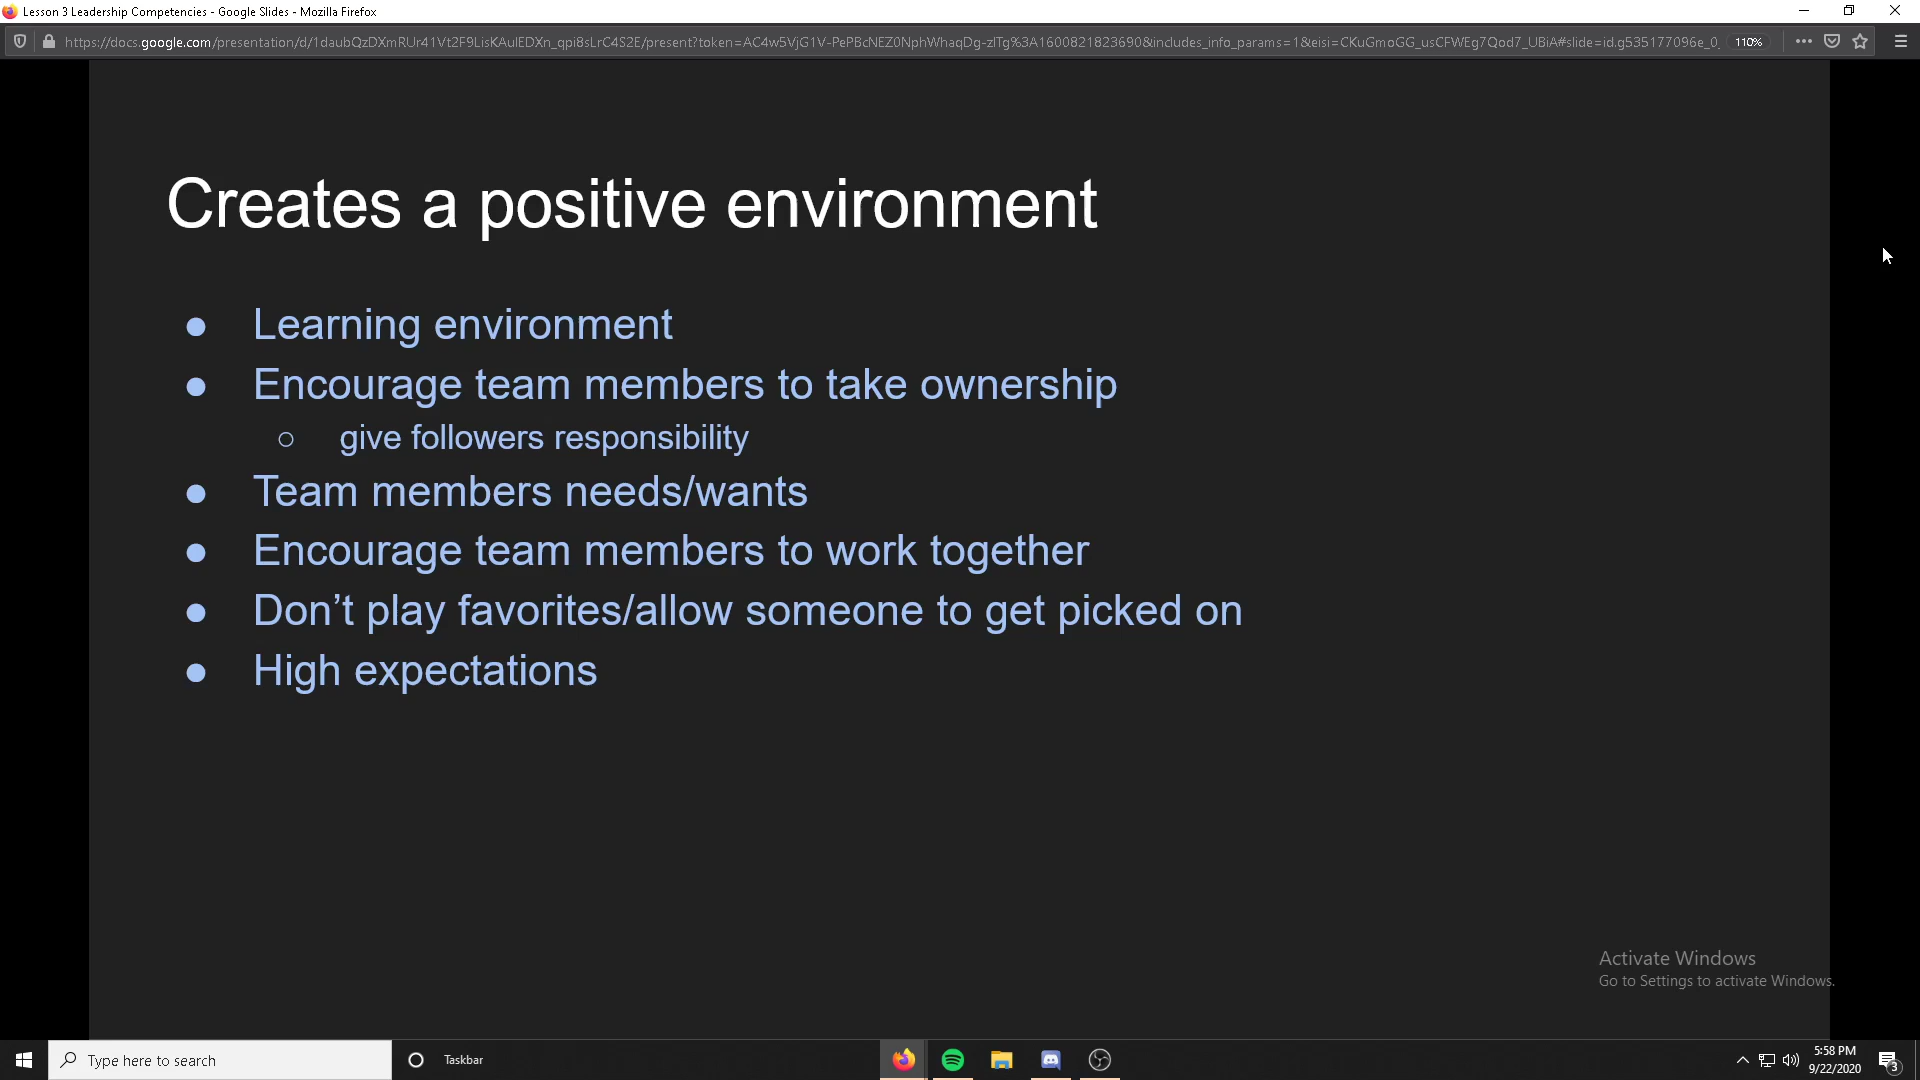 Lesson 3 Leadership Competencies - Google Slides - Mozilla Firefox
https://docs.google.com/presentation/d/1daubQzDXmRUr41Vt2F9LisKAuIEDXn_qpi8sLrC4S2E/present?token=AC4w5VjG1V-PePBcNEZ0NphWhaqDg-zITg%3A1600821823690&includes_info_params=1&eisi=CKuGmoGG_usCFWEg7Qod7_UBiA#slide=id.g535177096e_0_ 110%
Creates a positive environment
● Learning environment
● Encourage team members to take ownership
○ give followers responsibility
● Team members needs/wants
● Encourage team members to work together
● Don’t play favorites/allow someone to get picked on
● High expectations
Activate Windows
Go to Settings to activate Windows.
Type here to search
Taskbar
5:58 PM
9/22/2020
3